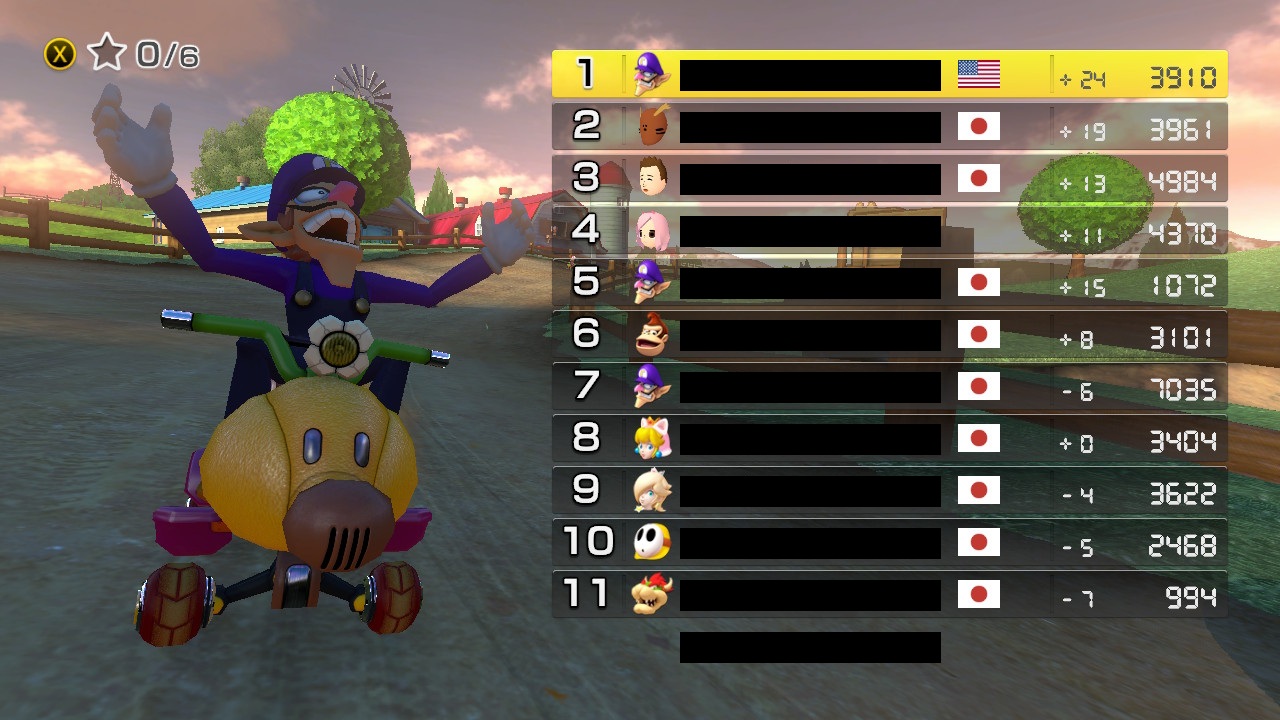 X 0/6
1 + 24 3910
2 + 19 3961
3 + 13 4984
4 + 11 4370
5 + 15 1072
6 + 8 3101
7 - 6 7035
8 + 0 3404
9 - 4 3622
10 - 5 2468
11 - 7 994